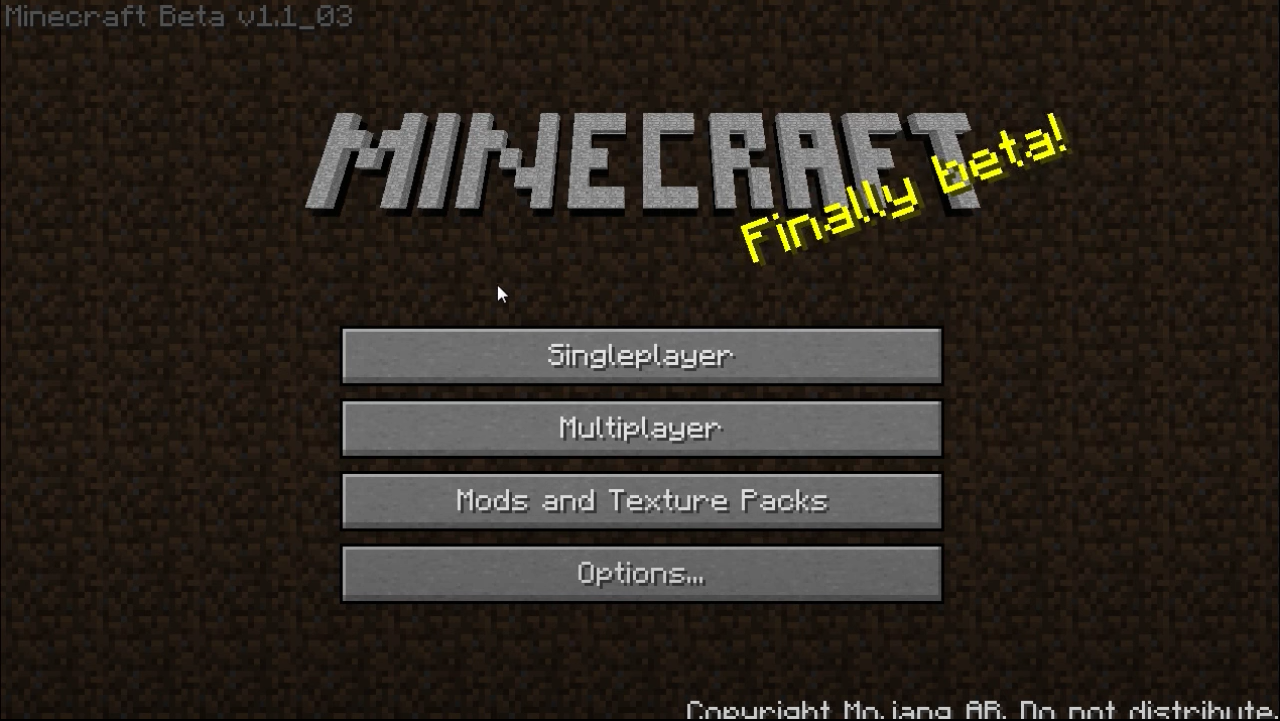 Minecraft Beta v1.1_03
MINECRAFT
Finally beta!
Singleplayer
Multiplayer
Mods and Texture Packs
Options...
Copyright Mojang AB. Do not distribute.